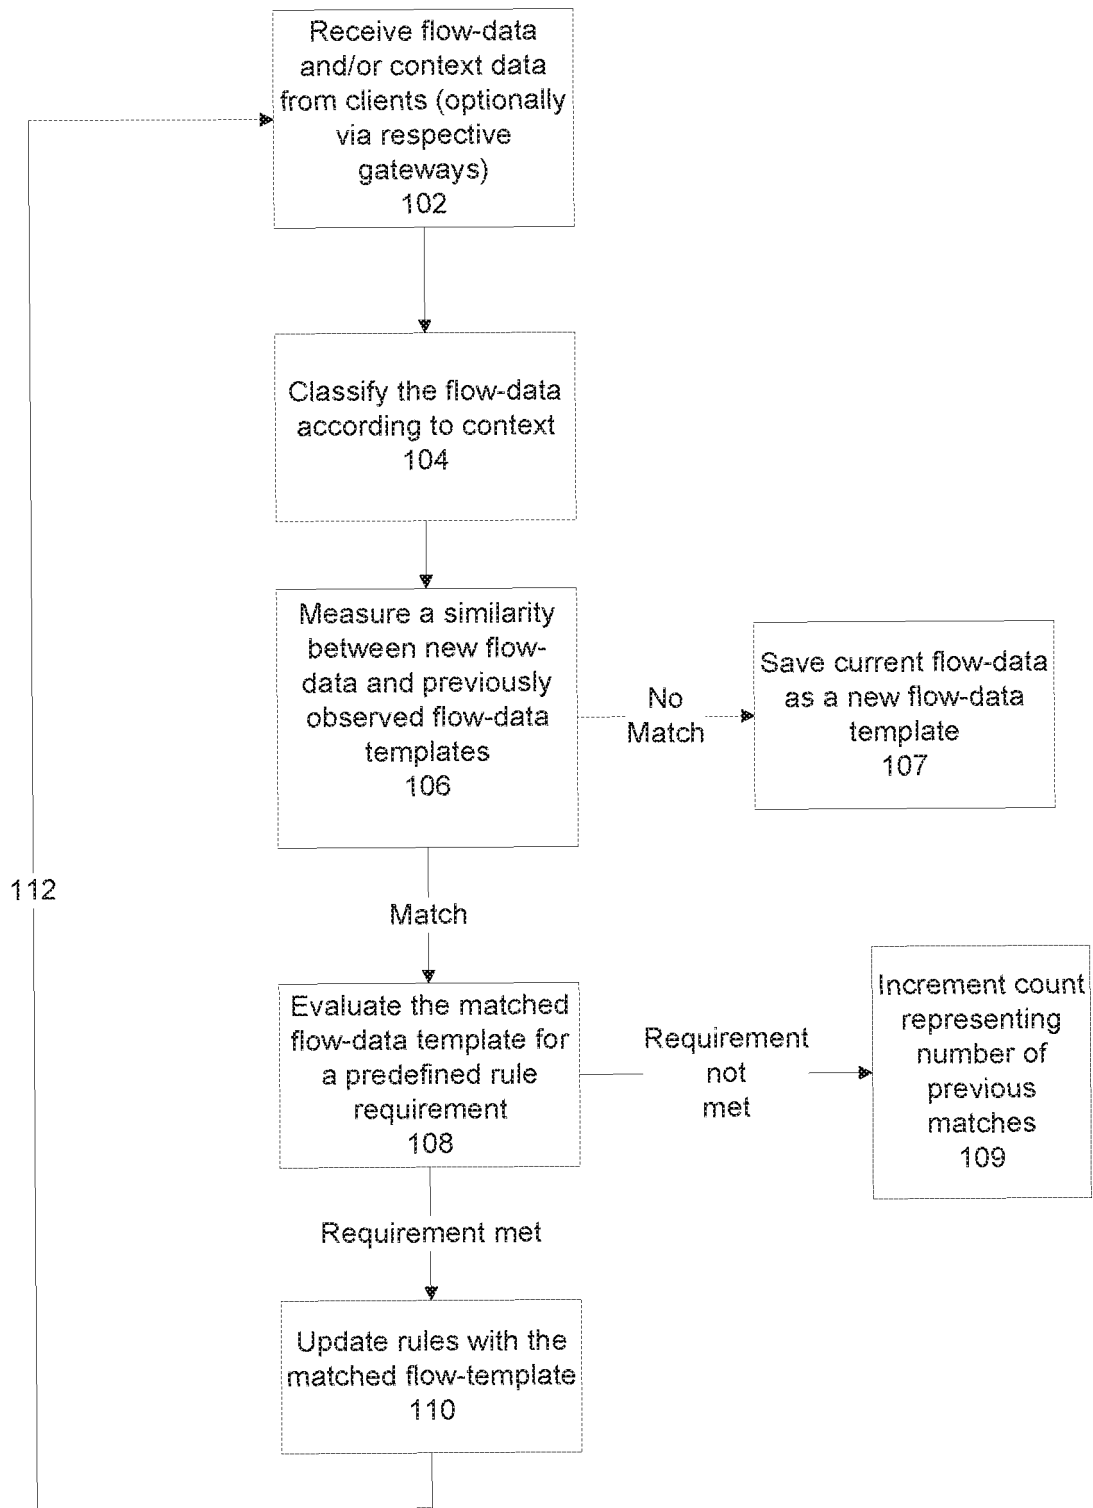 Receive flow-data
and/or context data
from clients (optionally
via respective
gateways)
102
Classify the flow-data
according to context
104
Measure a similarity
between new flow-
data and previously
observed flow-data
templates
106
No
Match
Save current flow-data
as a new flow-data
template
107
112
Match
Evaluate the matched
flow-data template for
a predefined rule
requirement
108
Requirement
not
met
Increment count
representing
number of
previous
matches
109
Requirement met
Update rules with the
matched flow-template
110